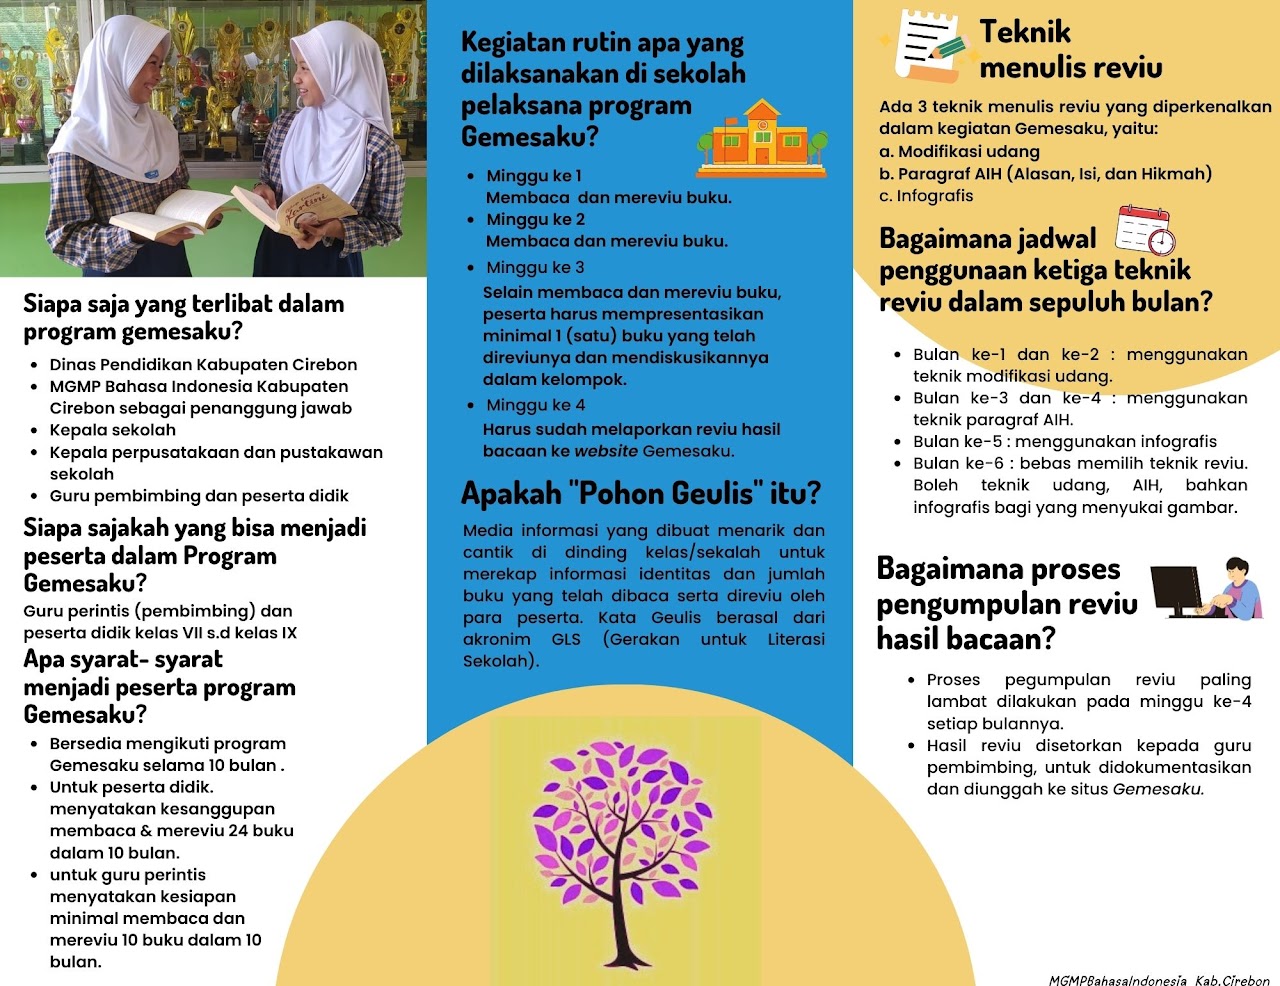 Siapa saja yang terlibat dalam
program gemesaku?
Dinas Pendidikan Kabupaten Cirebon
MGMP Bahasa Indonesia Kabupaten
Cirebon sebagai penanggung jawab
Kepala sekolah
Kepala perpusatakaan dan pustakawan
sekolah
Guru pembimbing dan peserta didik
Siapa sajakah yang bisa menjadi
peserta dalam Program
Gemesaku?
Guru perintis (pembimbing) dan
peserta didik kelas VII s.d kelas IX
Apa syarat- syarat
menjadi peserta program
Gemesaku?
Bersedia mengikuti program
Gemesaku selama 10 bulan .
Untuk peserta didik.
menyatakan kesanggupan
membaca & mereviu 24 buku
dalam 10 bulan.
untuk guru perintis
menyatakan kesiapan
minimal membaca dan
mereviu 10 buku dalam 10
bulan.
Kegiatan rutin apa yang
dilaksanakan di sekolah
pelaksana program
Gemesaku?
Minggu ke 1
Membaca dan mereviu buku.
Minggu ke 2
Membaca dan mereviu buku.
Minggu ke 3
Selain membaca dan mereviu buku,
peserta harus mempresentasikan
minimal 1 (satu) buku yang telah
direviunya dan mendiskusikannya
dalam kelompok.
Minggu ke 4
Harus sudah melaporkan reviu hasil
bacaan ke website Gemesaku.
Apakah "Pohon Geulis" itu?
Media informasi yang dibuat menarik dan
cantik di dinding kelas/sekalah untuk
merekap informasi identitas dan jumlah
buku yang telah dibaca serta direviu oleh
para peserta. Kata Geulis berasal dari
akronim GLS (Gerakan untuk Literasi
Sekolah).
Teknik
menulis reviu
Ada 3 teknik menulis reviu yang diperkenalkan
dalam kegiatan Gemesaku, yaitu:
a. Modifikasi udang
b. Paragraf AIH (Alasan, Isi, dan Hikmah)
c. Infografis
Bagaimana jadwal
penggunaan ketiga teknik
reviu dalam sepuluh bulan?
Bulan ke-1 dan ke-2 : menggunakan
teknik modifikasi udang.
Bulan ke-3 dan ke-4 : menggunakan
teknik paragraf AIH.
Bulan ke-5 : menggunakan infografis
Bulan ke-6 : bebas memilih teknik reviu.
Boleh teknik udang, AIH, bahkan
infografis bagi yang menyukai gambar.
Bagaimana proses
pengumpulan reviu
hasil bacaan?
Proses pegumpulan reviu paling
lambat dilakukan pada minggu ke-4
setiap bulannya.
Hasil reviu disetorkan kepada guru
pembimbing, untuk didokumentasikan
dan diunggah ke situs Gemesaku.
MGMPBahasaIndonesia Kab.Cirebon
Kartini